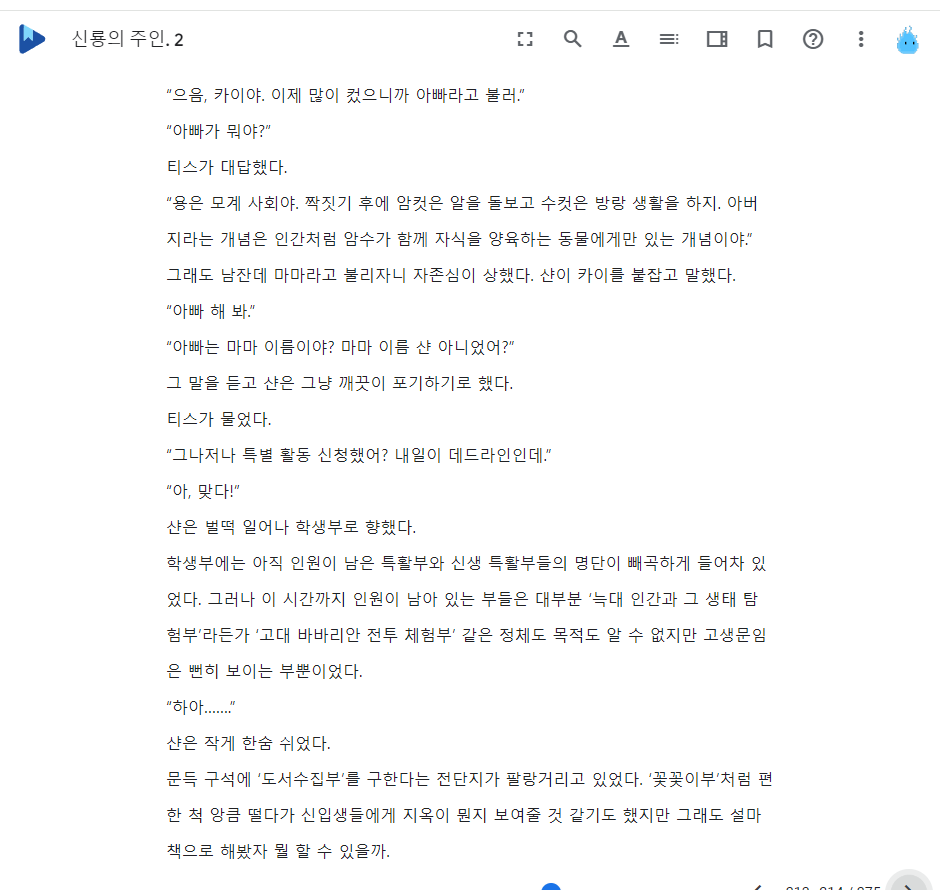 신룡의 주인. 2
“으음, 카이야. 이제 많이 컸으니까 아빠라고 불러.”
“아빠가 뭐야?”
티스가 대답했다.
“용은 모계 사회야. 짝짓기 후에 암컷은 알을 돌보고 수컷은 방랑 생활을 하지. 아버
지라는 개념은 인간처럼 암수가 함께 자식을 양육하는 동물에게만 있는 개념이야.”
그래도 남잔데 마마라고 불리자니 자존심이 상했다. 샨이 카이를 붙잡고 말했다.
“아빠 해 봐.”
“아빠는 마마 이름이야? 마마 이름 샨 아니었어?”
그 말을 듣고 샨은 그냥 깨끗이 포기하기로 했다.
티스가 물었다.
“그나저나 특별 활동 신청했어? 내일이 데드라인인데.”
“아, 맞다!”
샨은 벌떡 일어나 학생부로 향했다.
학생부에는 아직 인원이 남은 특활부와 신생 특활부들의 명단이 빼곡하게 들어차 있
었다. 그러나 이 시간까지 인원이 남아 있는 부들은 대부분 ‘늑대 인간과 그 생태 탐
험부’라든가 ‘고대 바바리안 전투 체험부’ 같은 정체도 목적도 알 수 없지만 고생문임
은 뻔히 보이는 부뿐이었다.
“하아…….”
샨은 작게 한숨 쉬었다.
문득 구석에 ‘도서수집부’를 구한다는 전단지가 팔랑거리고 있었다. ‘꽃꽂이부’처럼 편
한 척 앙큼 떨다가 신입생들에게 지옥이 뭔지 보여줄 것 같기도 했지만 그래도 설마
책으로 해봤자 뭘 할 수 있을까.